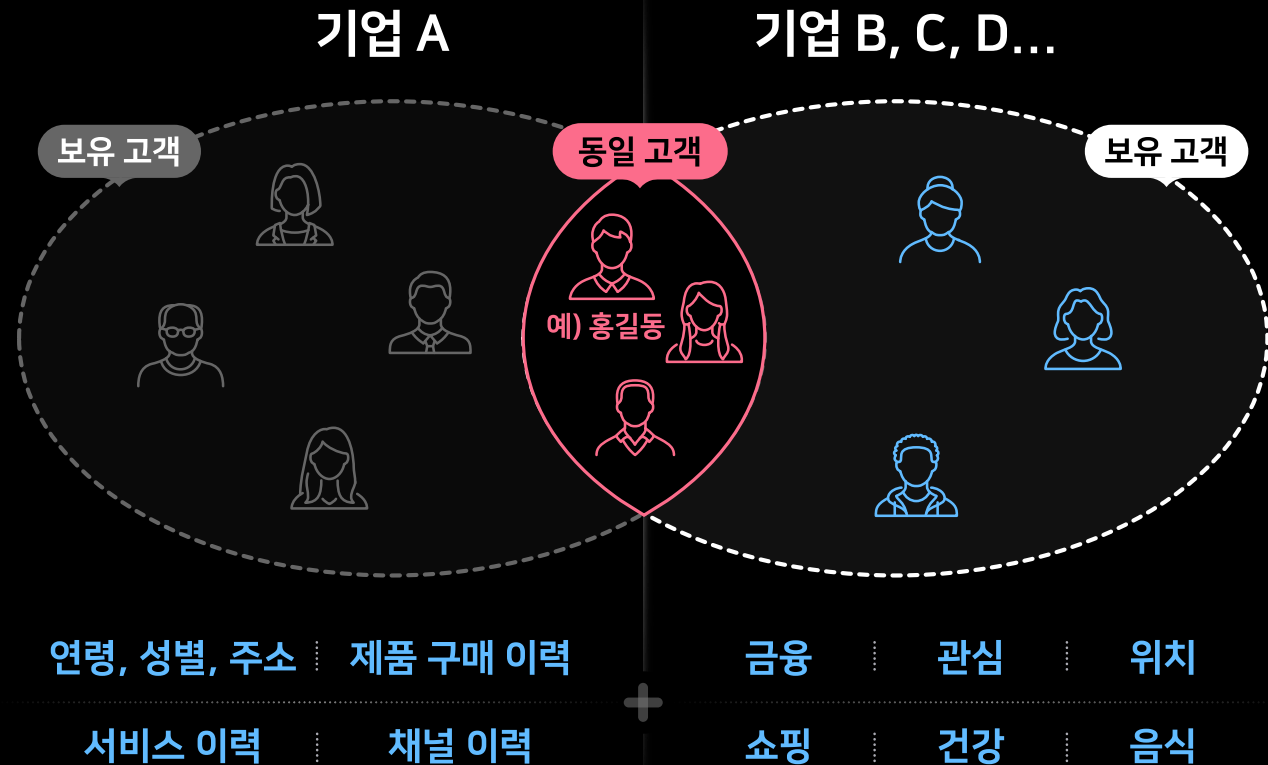 기업 A
기업 B, C, D...
보유 고객
동일 고객
보유 고객
예) 홍길동
연령, 성별, 주소
제품 구매 이력
금융
관심
위치
서비스 이력
채널 이력
쇼핑
건강
음식